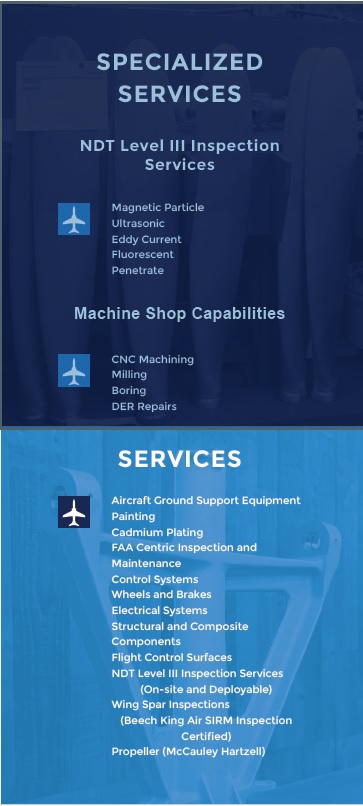 SPECIALIZED
SERVICES
NDT Level III Inspection
Services
Magnetic Particle
Ultrasonic
Eddy Current
Fluorescent
Penetrate
Machine Shop Capabilities
CNC Machining
Milling
Boring
DER Repairs
SERVICES
Aircraft Ground Support Equipment
Painting
Cadmium Plating
FAA Centric Inspection and
Maintenance
Control Systems
Wheels and Brakes
Electrical Systems
Structural and Composite
Components
Flight Control Surfaces
NDT Level III Inspection Services
(On-site and Deployable)
Wing Spar Inspections
(Beech King Air SIRM Inspection
Certified)
Propeller (McCauley Hartzell)